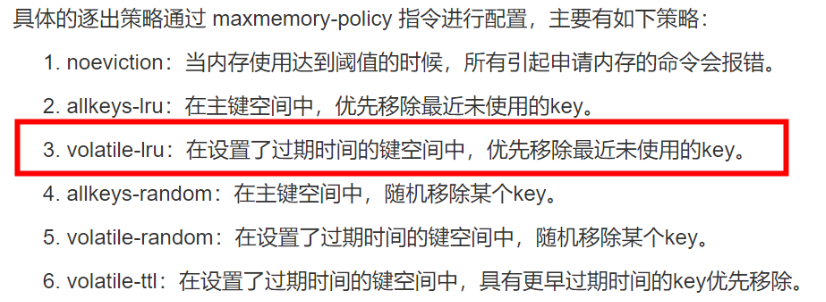 具体的逐出策略通过 maxmemory-policy 指令进行配置，主要有如下策略：
1. noeviction：当内存使用达到阈值的时候，所有引起申请内存的命令会报错。
2. allkeys-lru：在主键空间中，优先移除最近未使用的key。
3. volatile-lru：在设置了过期时间的键空间中，优先移除最近未使用的key。
4. allkeys-random：在主键空间中，随机移除某个key。
5. volatile-random：在设置了过期时间的键空间中，随机移除某个key。
6. volatile-ttl：在设置了过期时间的键空间中，具有更早过期时间的key优先移除。